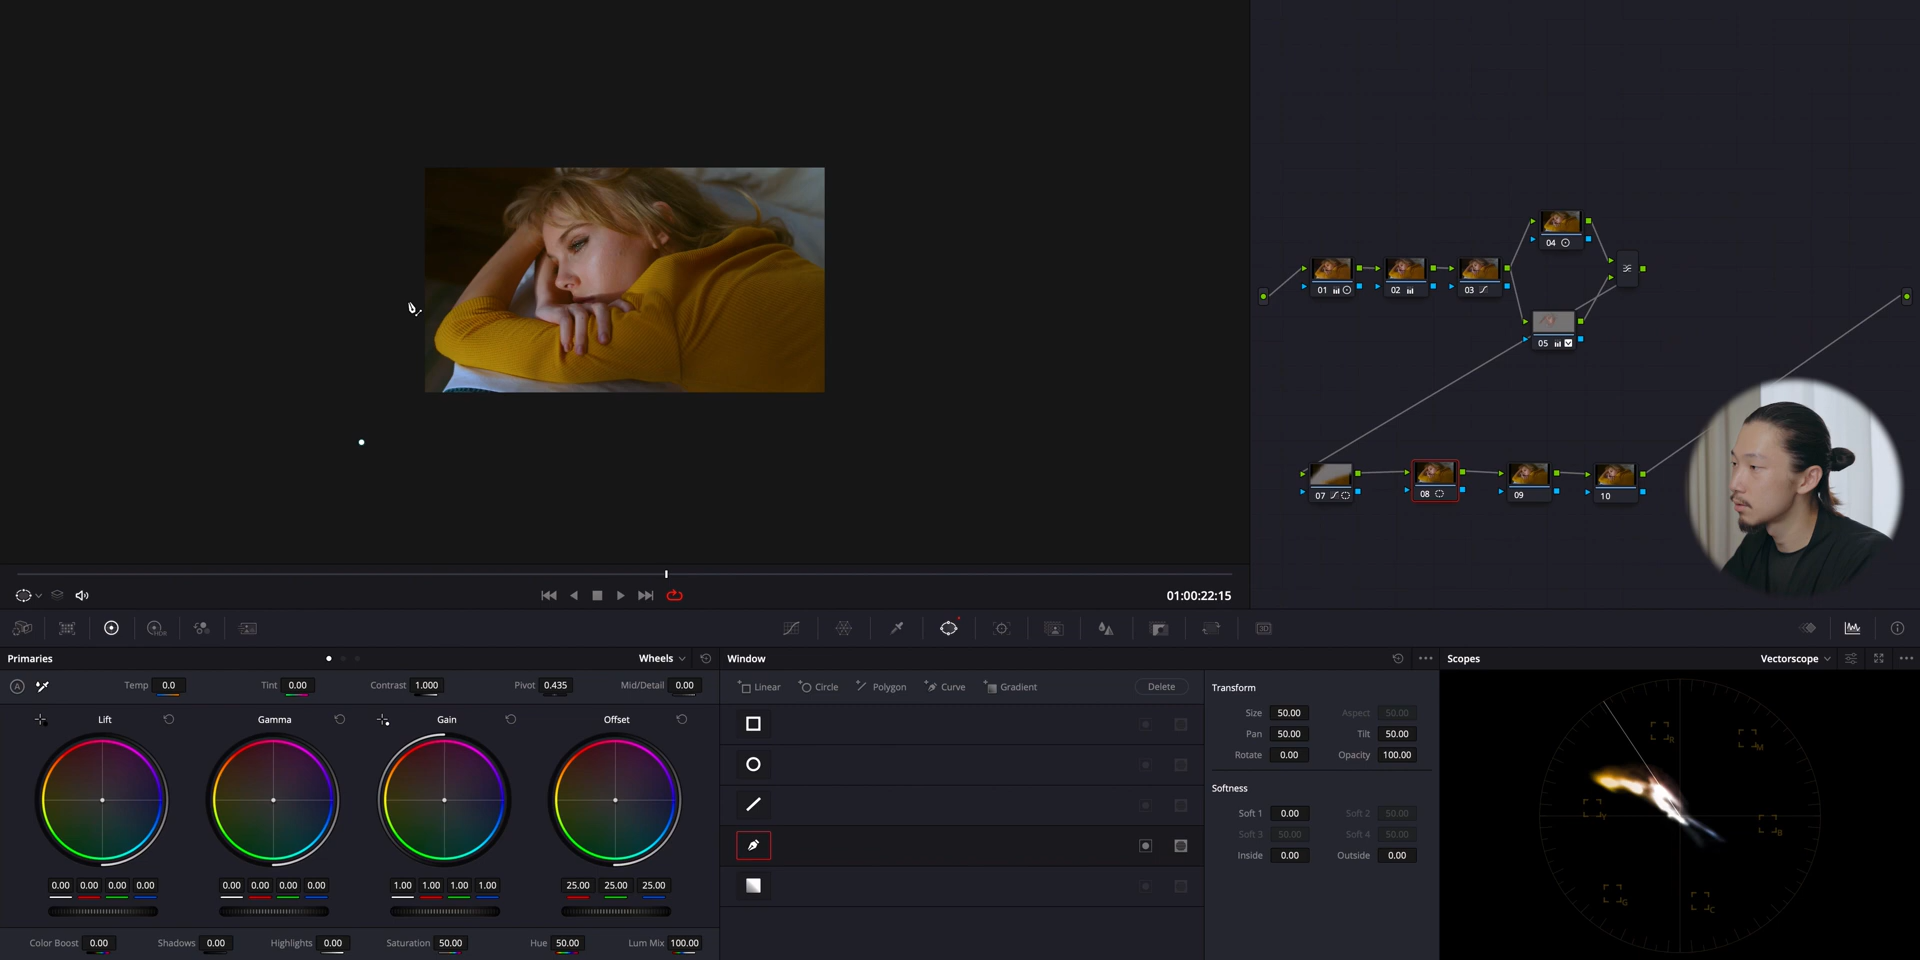 04
01
02
03
05
07
08
09
10
01:00:22:15
HDR
3D
Primaries
Wheels
Window
Scopes
Vectorscope
A
Temp 0.0
Tint 0.00
Contrast 1.000
Pivot 0.435
Mid/Detail 0.00
Linear
Circle
Polygon
Curve
Gradient
Delete
Transform
Lift
Gamma
Gain
Offset
Size 50.00
Aspect 50.00
Pan 50.00
Tilt 50.00
Rotate 0.00
Opacity 100.00
Softness
Soft 1 0.00
Soft 2 50.00
Soft 3 50.00
Soft 4 50.00
Inside 0.00
Outside 0.00
R
M
Y
B
G
C
0.00 0.00 0.00 0.00
0.00 0.00 0.00 0.00
1.00 1.00 1.00 1.00
25.00 25.00 25.00
Color Boost 0.00
Shadows 0.00
Highlights 0.00
Saturation 50.00
Hue 50.00
Lum Mix 100.00